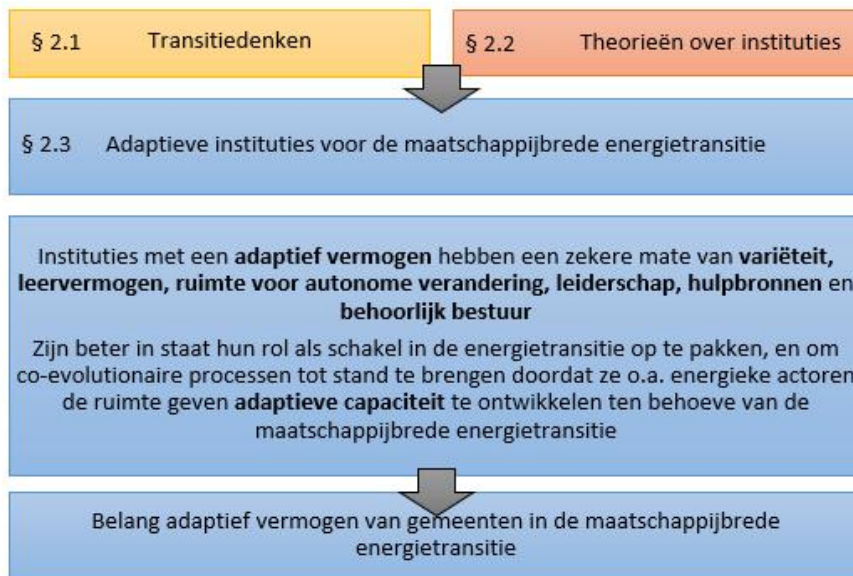 § 2.1 Transitiedenken
§ 2.2 Theorieën over instituties
§ 2.3 Adaptieve instituties voor de maatschappijbrede energietransitie
Instituties met een adaptief vermogen hebben een zekere mate van variëteit,
leervermogen, ruimte voor autonome verandering, leiderschap, hulpbronnen en
behoorlijk bestuur
Zijn beter in staat hun rol als schakel in de energietransitie op te pakken, en om
co-evolutionaire processen tot stand te brengen doordat ze o.a. energieke actoren
de ruimte geven adaptieve capaciteit te ontwikkelen ten behoeve van de
maatschappijbrede energietransitie
Belang adaptief vermogen van gemeenten in de maatschappijbrede
energietransitie